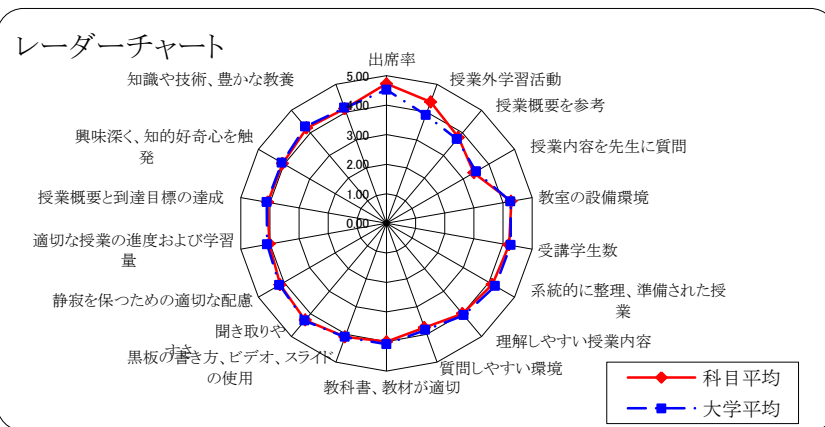 レーダーチャート
出席率
授業外学習活動
授業概要を参考
授業内容を先生に質問
教室の設備環境
受講学生数
系統的に整理、準備された授
業
理解しやすい授業内容
質問しやすい環境
教科書、教材が適切
黒板の書き方、ビデオ、スライド
の使用
聞き取りや
すさ
静寂を保つための適切な配慮
適切な授業の進度および学習
量
授業概要と到達目標の達成
興味深く、知的好奇心を触
発
知識や技術、豊かな教養
5.00
4.00
3.00
2.00
1.00
0.00
科目平均
大学平均